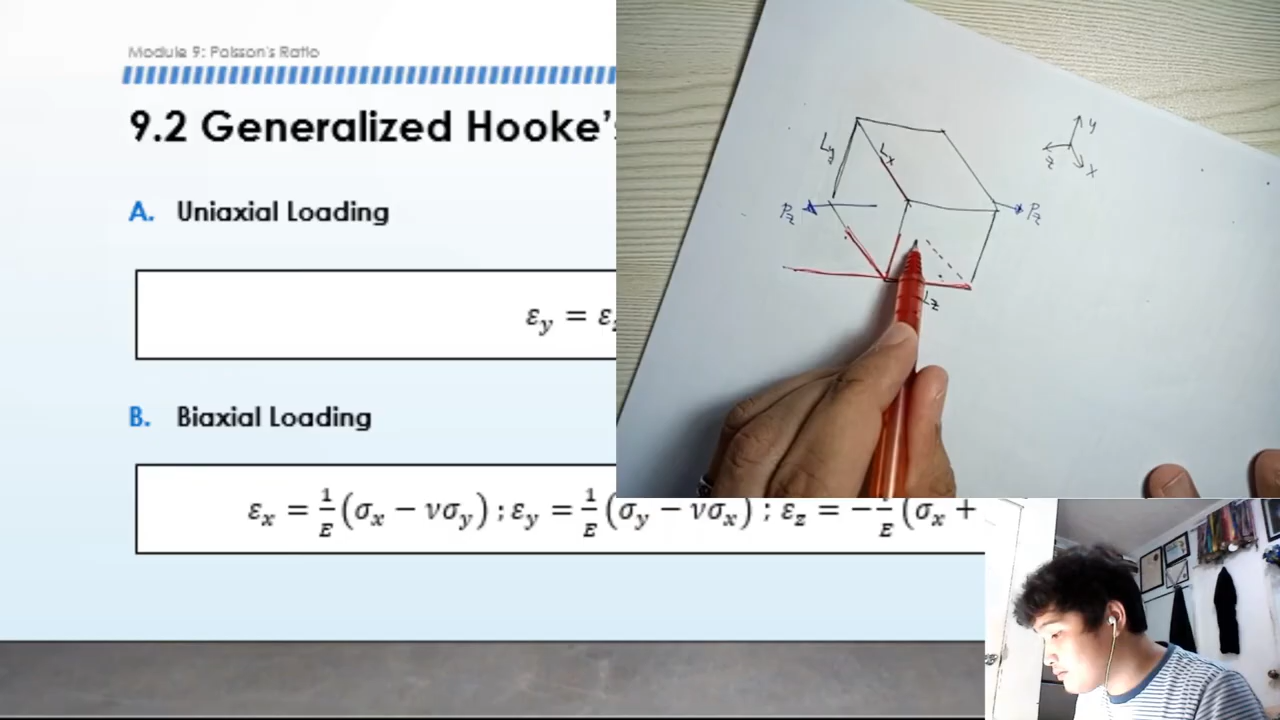 Module 9: Poisson's Ratio
9.2 Generalized Hooke's
A. Uniaxial Loading
εy = ε
B. Biaxial Loading
εx = 1/E (σx − νσy) ; εy = 1/E (σy − νσx) ; εz = − 1/E (σx +
Ly
Lx
Pz
Pz
Lz
y
z
x